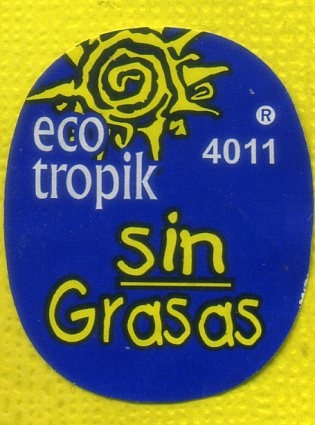 eco
tropik
®
4011
sin
Grasas